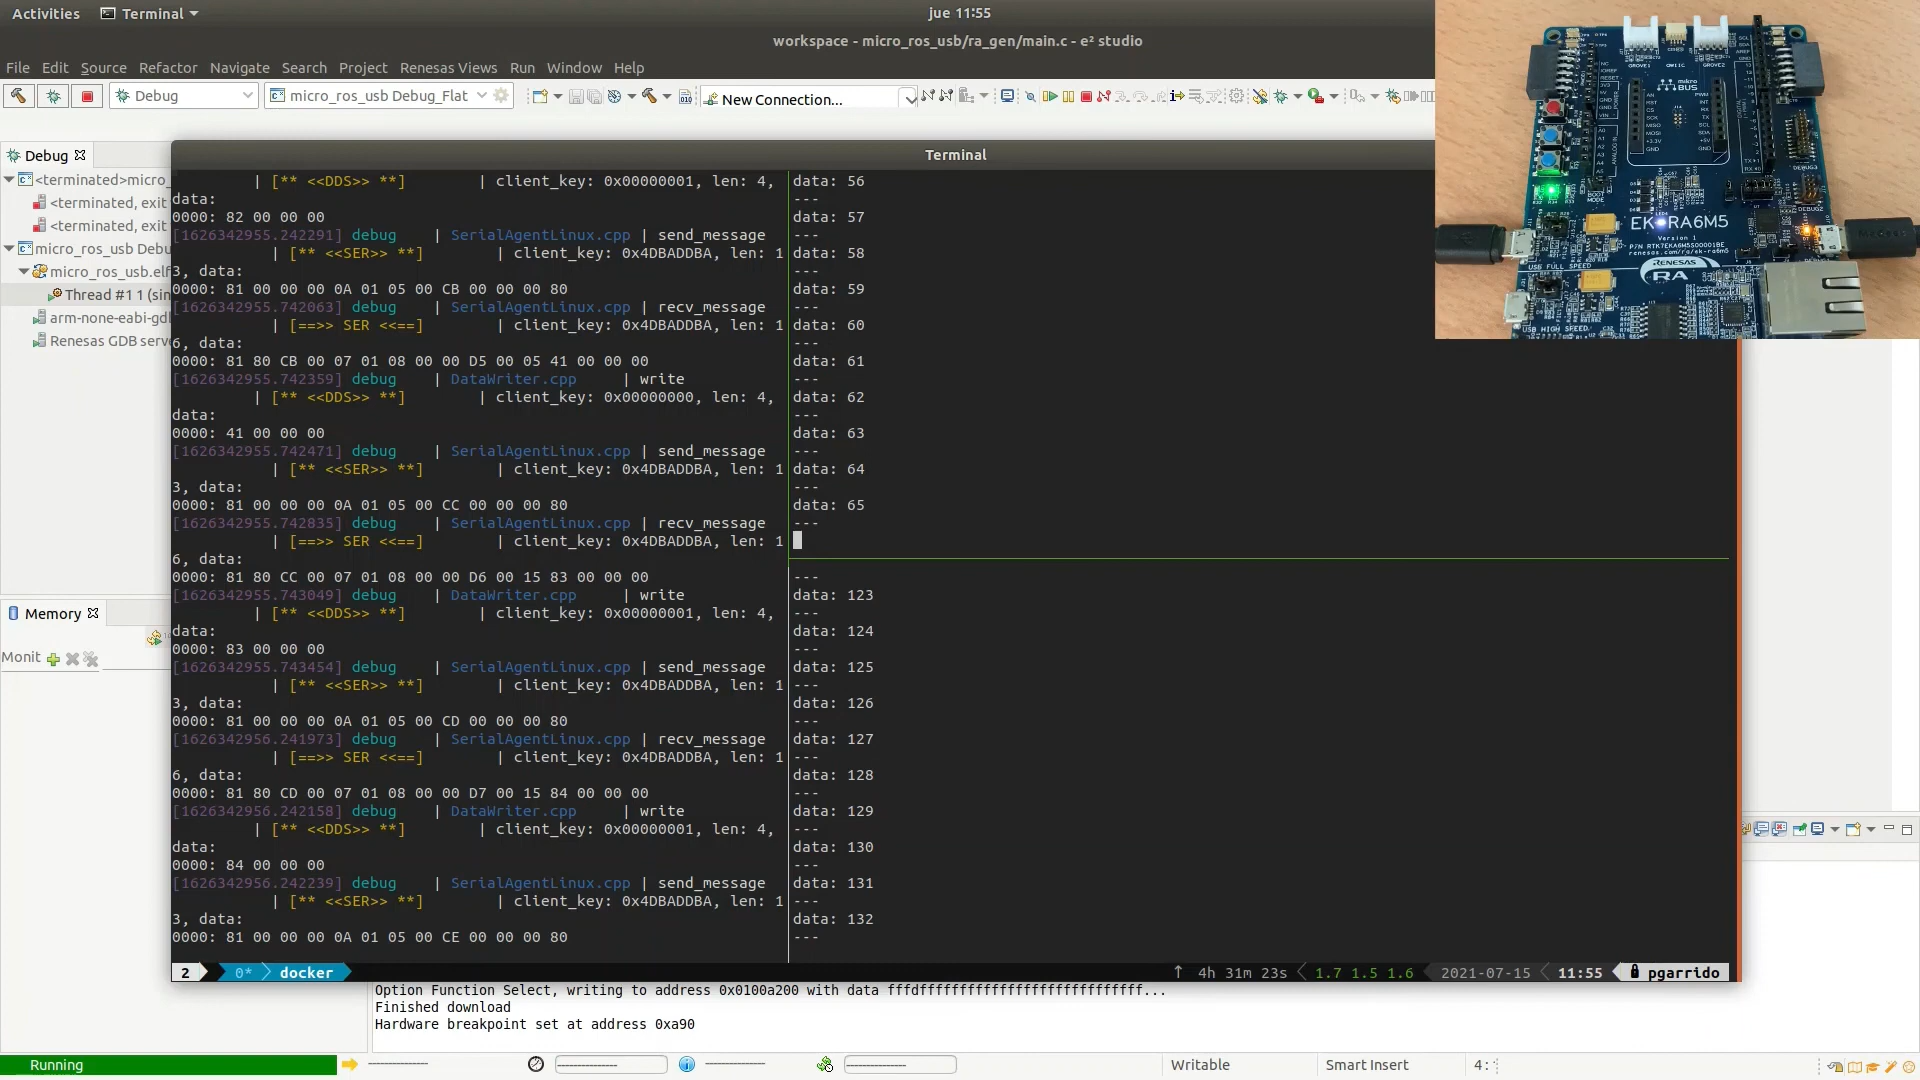 Activities
Terminal
jue 11:55
workspace - micro_ros_usb/ra_gen/main.c - e² studio
File Edit Source Refactor Navigate Search Project Renesas Views Run Window Help
Debug
micro_ros_usb Debug_Flat
New Connection...
Terminal
Debug
<terminated>micro_
<terminated, exit
<terminated, exit
micro_ros_usb Debu
micro_ros_usb.elf
Thread #1 1 (sin
arm-none-eabi-gdl
Renesas GDB serve
Memory
Monit
| [** <<DDS>> **] | client_key: 0x00000001, len: 4,
data:
0000: 82 00 00 00
[1626342955.242291] debug | SerialAgentLinux.cpp | send_message
| [** <<SER>> **] | client_key: 0x4DBADDBA, len: 1
3, data:
0000: 81 00 00 00 0A 01 05 00 CB 00 00 00 80
[1626342955.742063] debug | SerialAgentLinux.cpp | recv_message
| [==>> SER <<==] | client_key: 0x4DBADDBA, len: 1
6, data:
0000: 81 80 CB 00 07 01 08 00 00 D5 00 05 41 00 00 00
[1626342955.742359] debug | DataWriter.cpp | write
| [** <<DDS>> **] | client_key: 0x00000000, len: 4,
data:
0000: 41 00 00 00
[1626342955.742471] debug | SerialAgentLinux.cpp | send_message
| [** <<SER>> **] | client_key: 0x4DBADDBA, len: 1
3, data:
0000: 81 00 00 00 0A 01 05 00 CC 00 00 00 80
[1626342955.742835] debug | SerialAgentLinux.cpp | recv_message
| [==>> SER <<==] | client_key: 0x4DBADDBA, len: 1
6, data:
0000: 81 80 CC 00 07 01 08 00 00 D6 00 15 83 00 00 00
[1626342955.743049] debug | DataWriter.cpp | write
| [** <<DDS>> **] | client_key: 0x00000001, len: 4,
data:
0000: 83 00 00 00
[1626342955.743454] debug | SerialAgentLinux.cpp | send_message
| [** <<SER>> **] | client_key: 0x4DBADDBA, len: 1
3, data:
0000: 81 00 00 00 0A 01 05 00 CD 00 00 00 80
[1626342956.241973] debug | SerialAgentLinux.cpp | recv_message
| [==>> SER <<==] | client_key: 0x4DBADDBA, len: 1
6, data:
0000: 81 80 CD 00 07 01 08 00 00 D7 00 15 84 00 00 00
[1626342956.242158] debug | DataWriter.cpp | write
| [** <<DDS>> **] | client_key: 0x00000001, len: 4,
data:
0000: 84 00 00 00
[1626342956.242239] debug | SerialAgentLinux.cpp | send_message
| [** <<SER>> **] | client_key: 0x4DBADDBA, len: 1
3, data:
0000: 81 00 00 00 0A 01 05 00 CE 00 00 00 80
data: 56
---
data: 57
---
data: 58
---
data: 59
---
data: 60
---
data: 61
---
data: 62
---
data: 63
---
data: 64
---
data: 65
---
---
data: 123
---
data: 124
---
data: 125
---
data: 126
---
data: 127
---
data: 128
---
data: 129
---
data: 130
---
data: 131
---
data: 132
---
2 0* docker
↑ 4h 31m 23s 1.7 1.5 1.6 2021-07-15 11:55 pgarrido
Option Function Select, writing to address 0x0100a200 with data fffdffffffffffffffffffffffffffff...
Finished download
Hardware breakpoint set at address 0xa90
Running
Writable
Smart Insert
4 :
mikro
BUS
EK-RA6M5
Version 1
P/N RTK7EKA6M5S00001BE
renesas.com/ra/ek-ra6m5
USB FULL SPEED
RENESAS
RA
USB HIGH SPEED